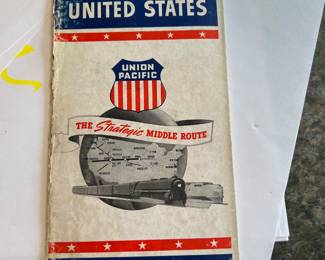 UNITED STATES
UNION
PACIFIC
THE Strategic MIDDLE ROUTE